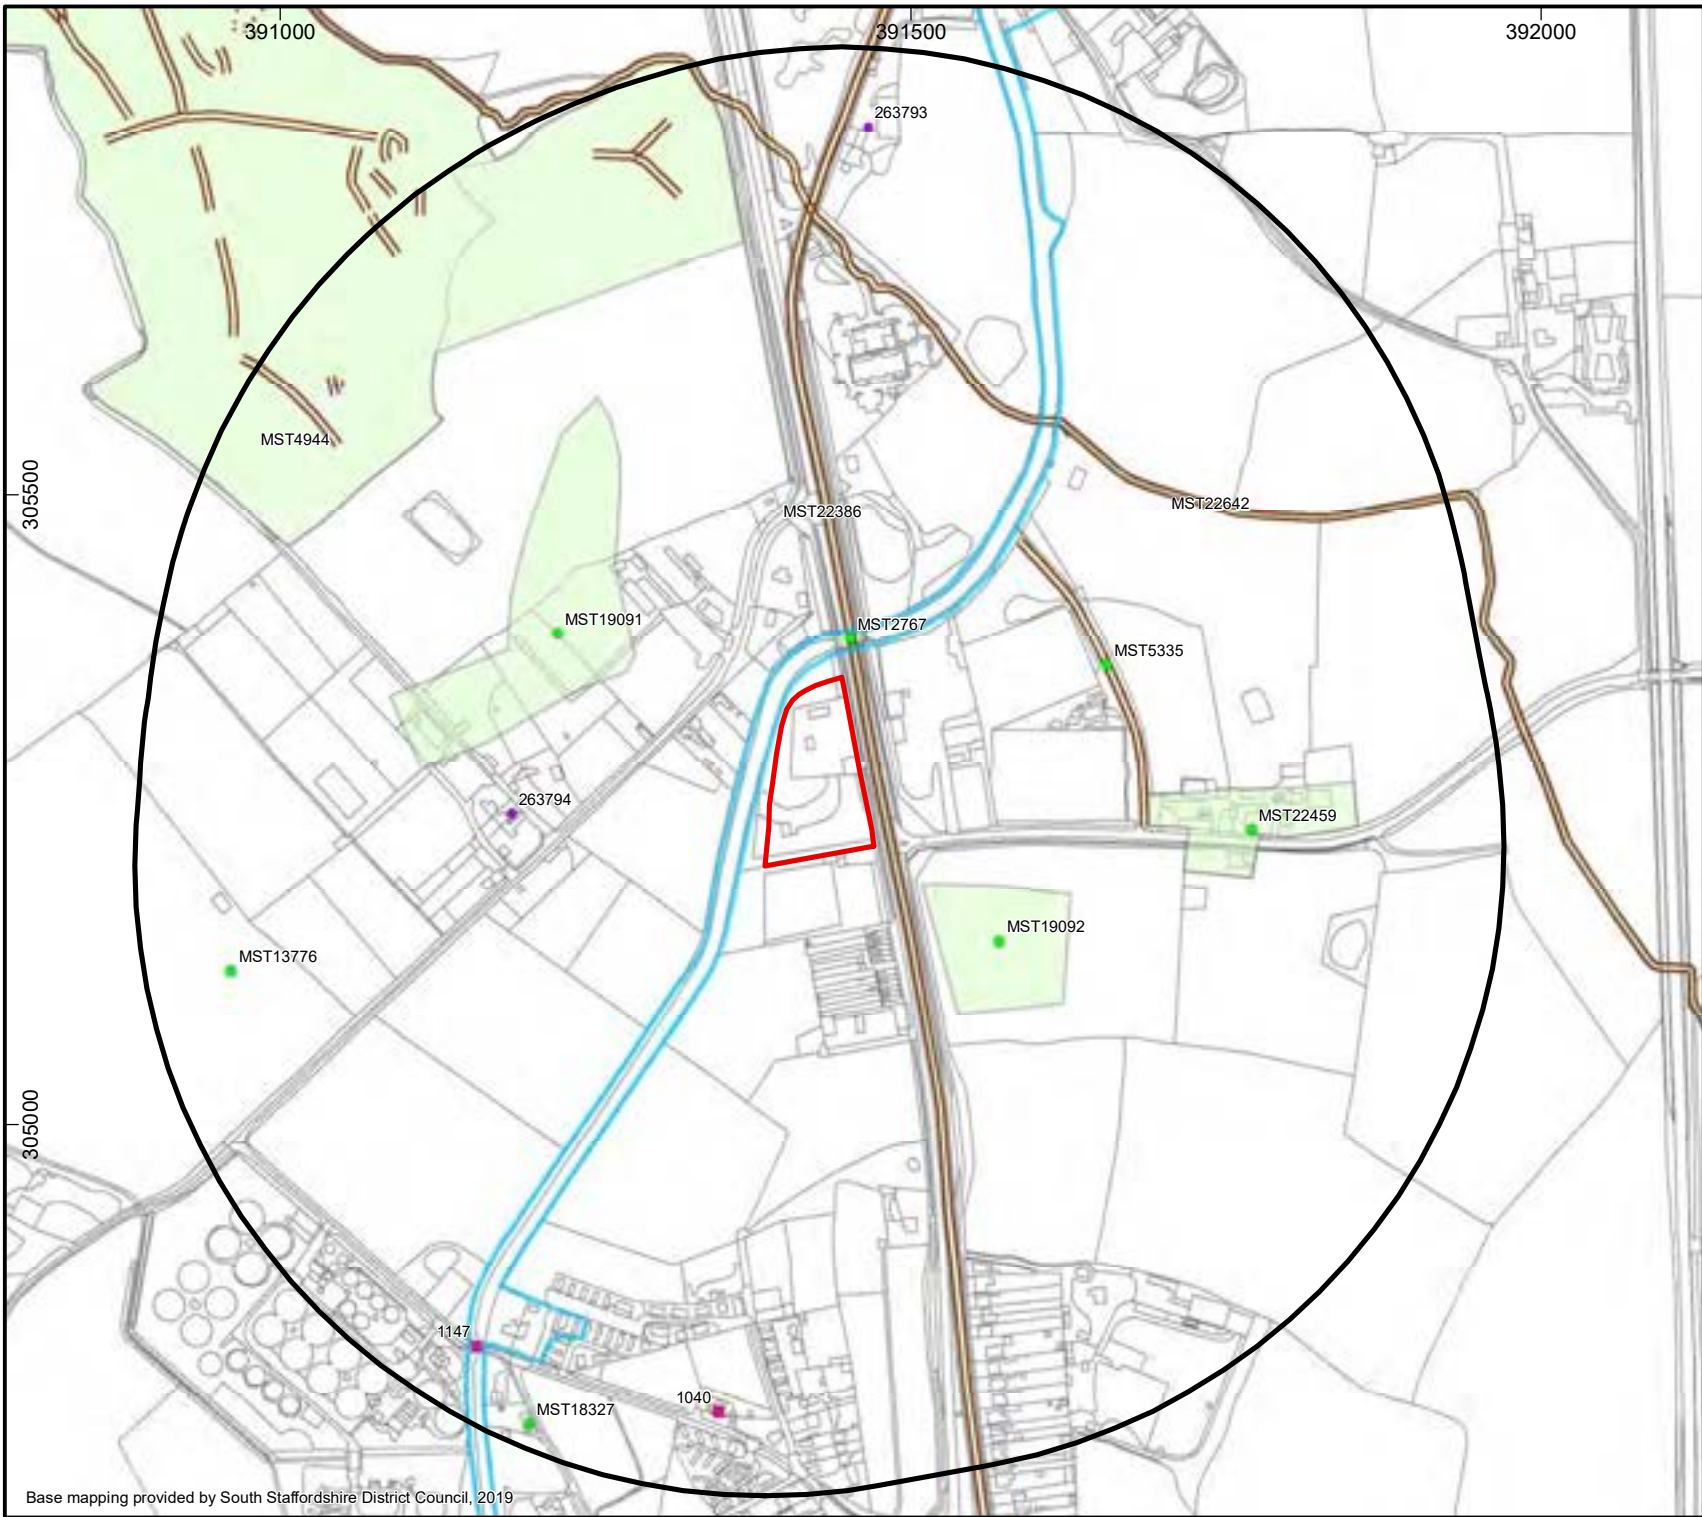 391000
391500
392000
263793
MST4944
305500
MST22386
MST22642
MST19091
MST2767
MST5335
263794
MST22459
MST19092
MST13776
305000
1147
1040
MST18327
Base mapping provided by South Staffordshire District Council, 2019